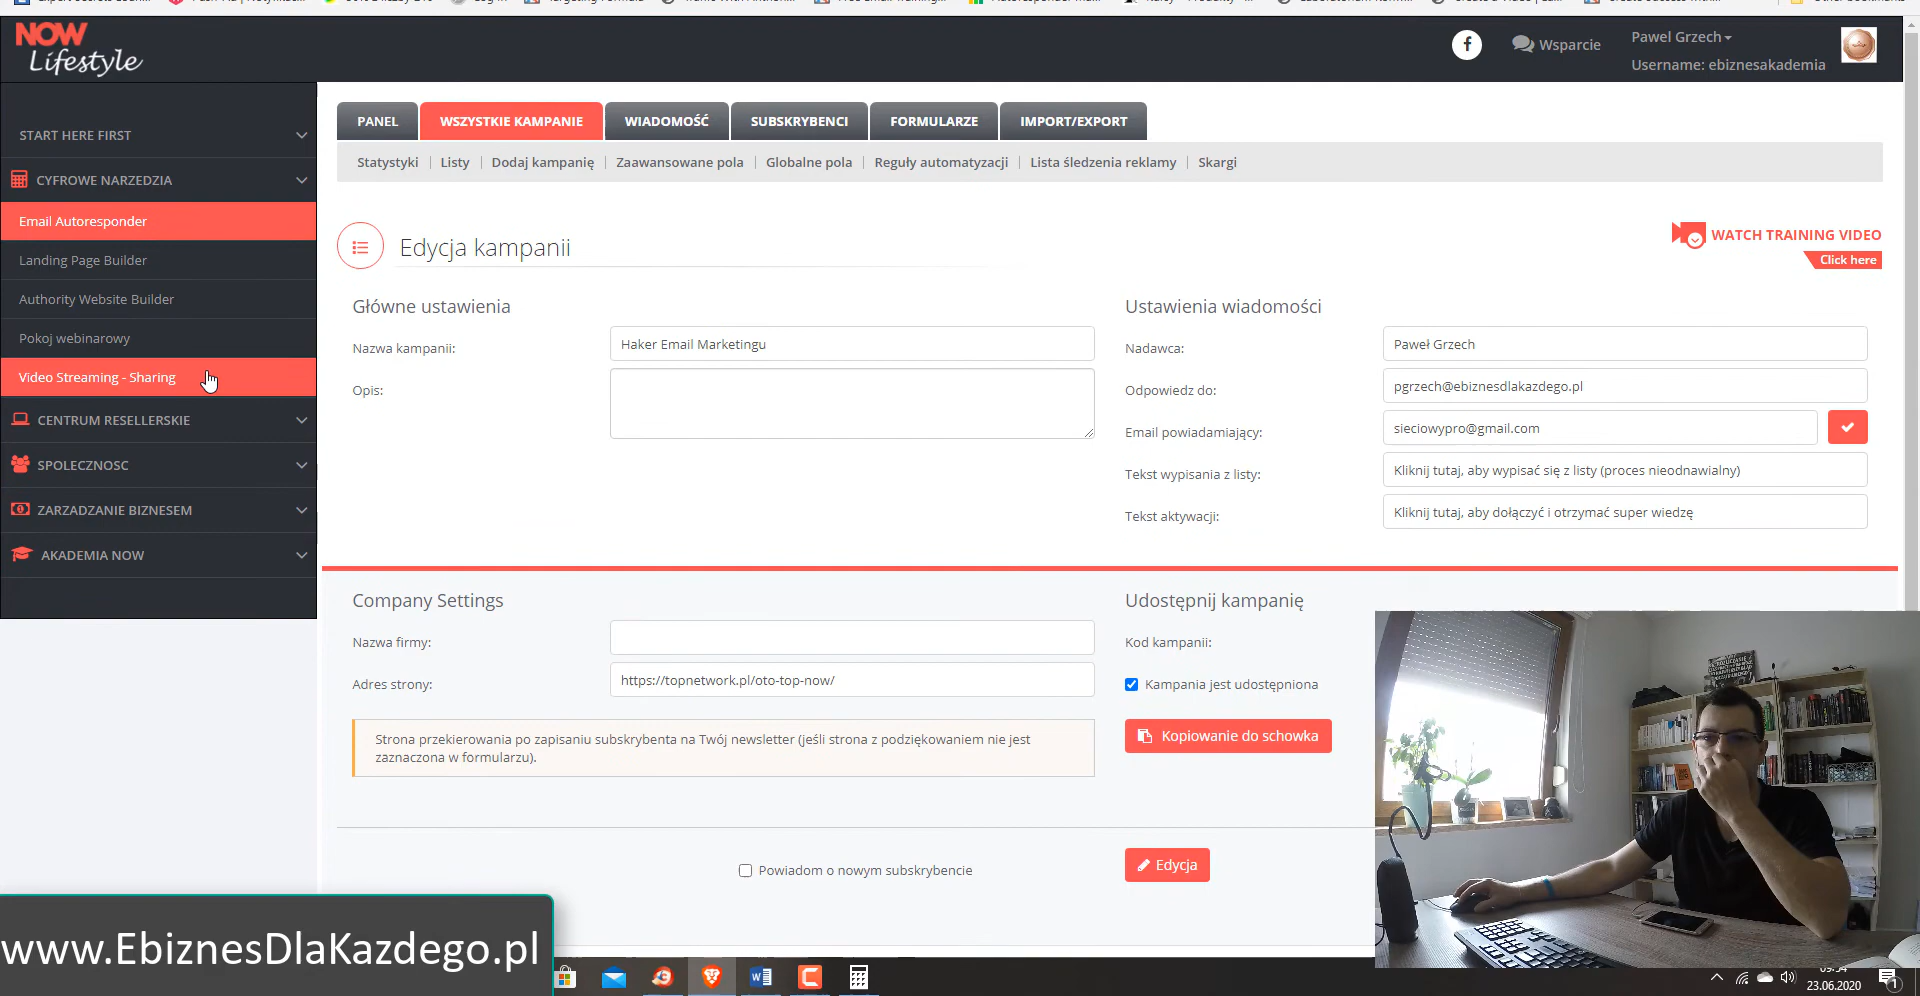 NOW
Lifestyle
Wsparcie
Pawel Grzech
Username: ebiznesakademia
START HERE FIRST
CYFROWE NARZEDZIA
Email Autoresponder
Landing Page Builder
Authority Website Builder
Pokoj webinarowy
Video Streaming - Sharing
CENTRUM RESELLERSKIE
SPOLECZNOSC
ZARZADZANIE BIZNESEM
AKADEMIA NOW
PANEL
WSZYSTKIE KAMPANIE
WIADOMOŚĆ
SUBSKRYBENCI
FORMULARZE
IMPORT/EXPORT
Statystyki
Listy
Dodaj kampanię
Zaawansowane pola
Globalne pola
Reguły automatyzacji
Lista śledzenia reklamy
Skargi
Edycja kampanii
WATCH TRAINING VIDEO
Click here
Główne ustawienia
Nazwa kampanii:
Haker Email Marketingu
Opis:
Ustawienia wiadomości
Nadawca:
Paweł Grzech
Odpowiedz do:
pgrzech@ebiznesdlakazdego.pl
Email powiadamiający:
sieciowypro@gmail.com
Tekst wypisania z listy:
Kliknij tutaj, aby wypisać się z listy (proces nieodnawialny)
Tekst aktywacji:
Kliknij tutaj, aby dołączyć i otrzymać super wiedzę
Company Settings
Nazwa firmy:
Adres strony:
https://topnetwork.pl/oto-top-now/
Strona przekierowania po zapisaniu subskrybenta na Twój newsletter (jeśli strona z podziękowaniem nie jest
zaznaczona w formularzu).
Udostępnij kampanię
Kod kampanii:
Kampania jest udostępniona
Kopiowanie do schowka
Powiadom o nowym subskrybencie
Edycja
www.EbiznesDlaKazdego.pl
23.06.2020